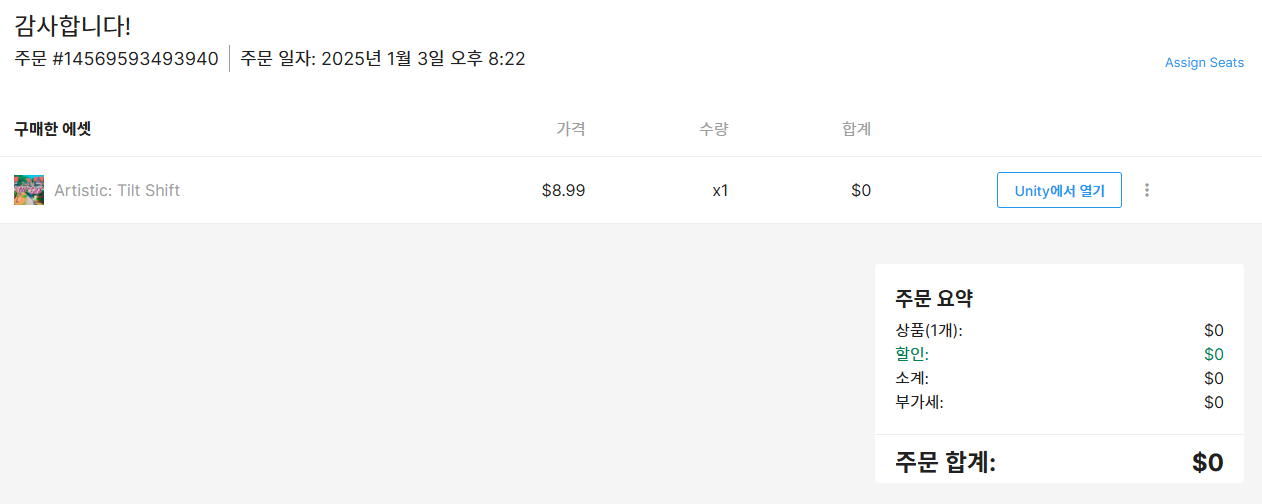 감사합니다!
주문 #14569593493940 주문 일자: 2025년 1월 3일 오후 8:22
Assign Seats
구매한 에셋 가격 수량 합계
Artistic: Tilt Shift $8.99 x1 $0 Unity에서 열기
주문 요약
상품(1개): $0
할인: $0
소계: $0
부가세: $0
주문 합계: $0